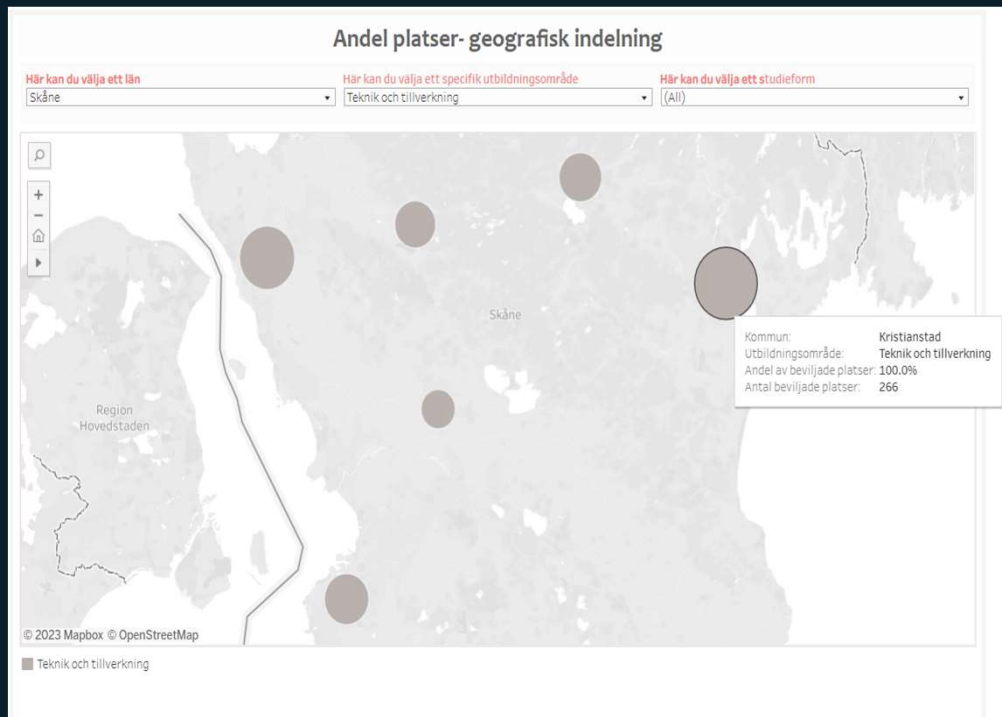 Andel platser- geografisk indelning
Här kan du välja ett län
Här kan du välja ett specifik utbildningsområde
Här kan du välja ett studieform
Skåne
Teknik och tillverkning
(All)
Skåne
Kommun: Kristianstad
Utbildningsområde: Teknik och tillverkning
Andel av beviljade platser: 100.0%
Antal beviljade platser: 266
Region
Hovedstaden
© 2023 Mapbox © OpenStreetMap
Teknik och tillverkning